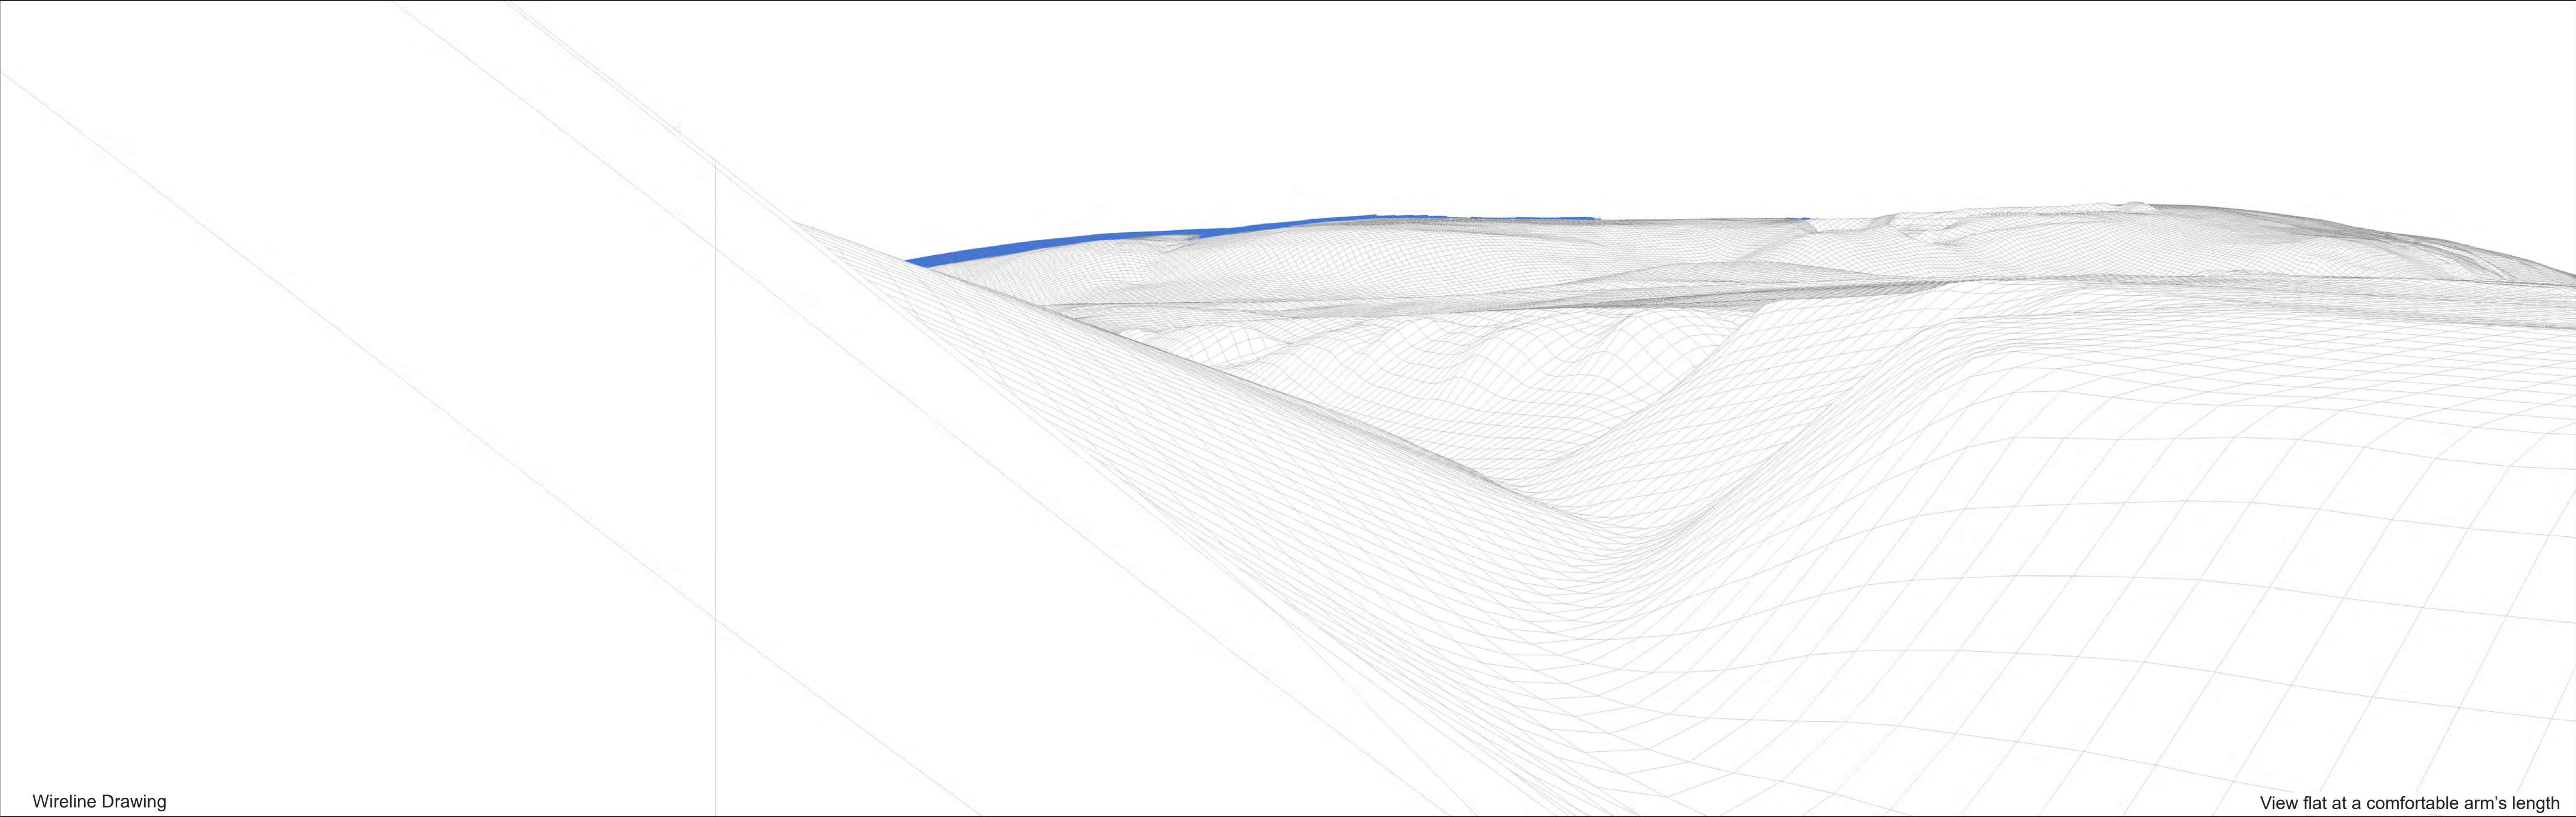 Wireline Drawing
View flat at a comfortable arm’s length